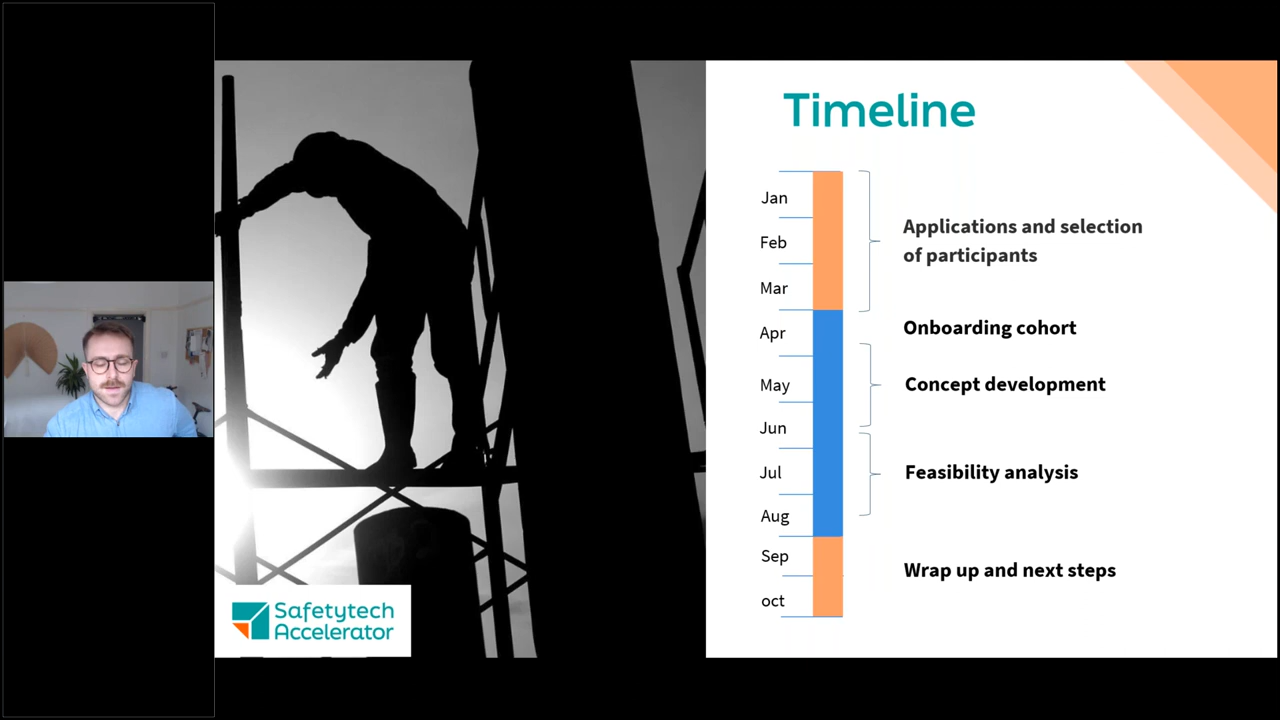 Timeline
Jan
Feb
Mar
Apr
May
Jun
Jul
Aug
Sep
oct
Applications and selection
of participants
Onboarding cohort
Concept development
Feasibility analysis
Wrap up and next steps
Safetytech
Accelerator